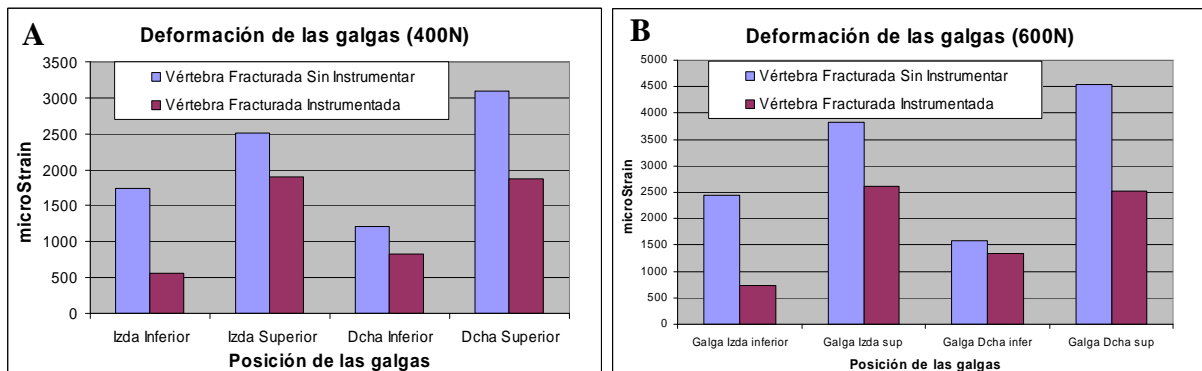 A
Deformación de las galgas (400N)
3500
3000
2500
2000
1500
1000
500
0
microStrain
Vértebra Fracturada Sin Instrumentar
Vértebra Fracturada Instrumentada
Izda Inferior
Izda Superior
Dcha Inferior
Dcha Superior
Posición de las galgas
B
Deformación de las galgas (600N)
5000
4500
4000
3500
3000
2500
2000
1500
1000
500
0
microStrain
Vértebra Fracturada Sin Instrumentar
Vértebra Fracturada Instrumentada
Galga Izda inferior
Galga Izda sup
Galga Dcha infer
Galga Dcha sup
Posición de las galgas